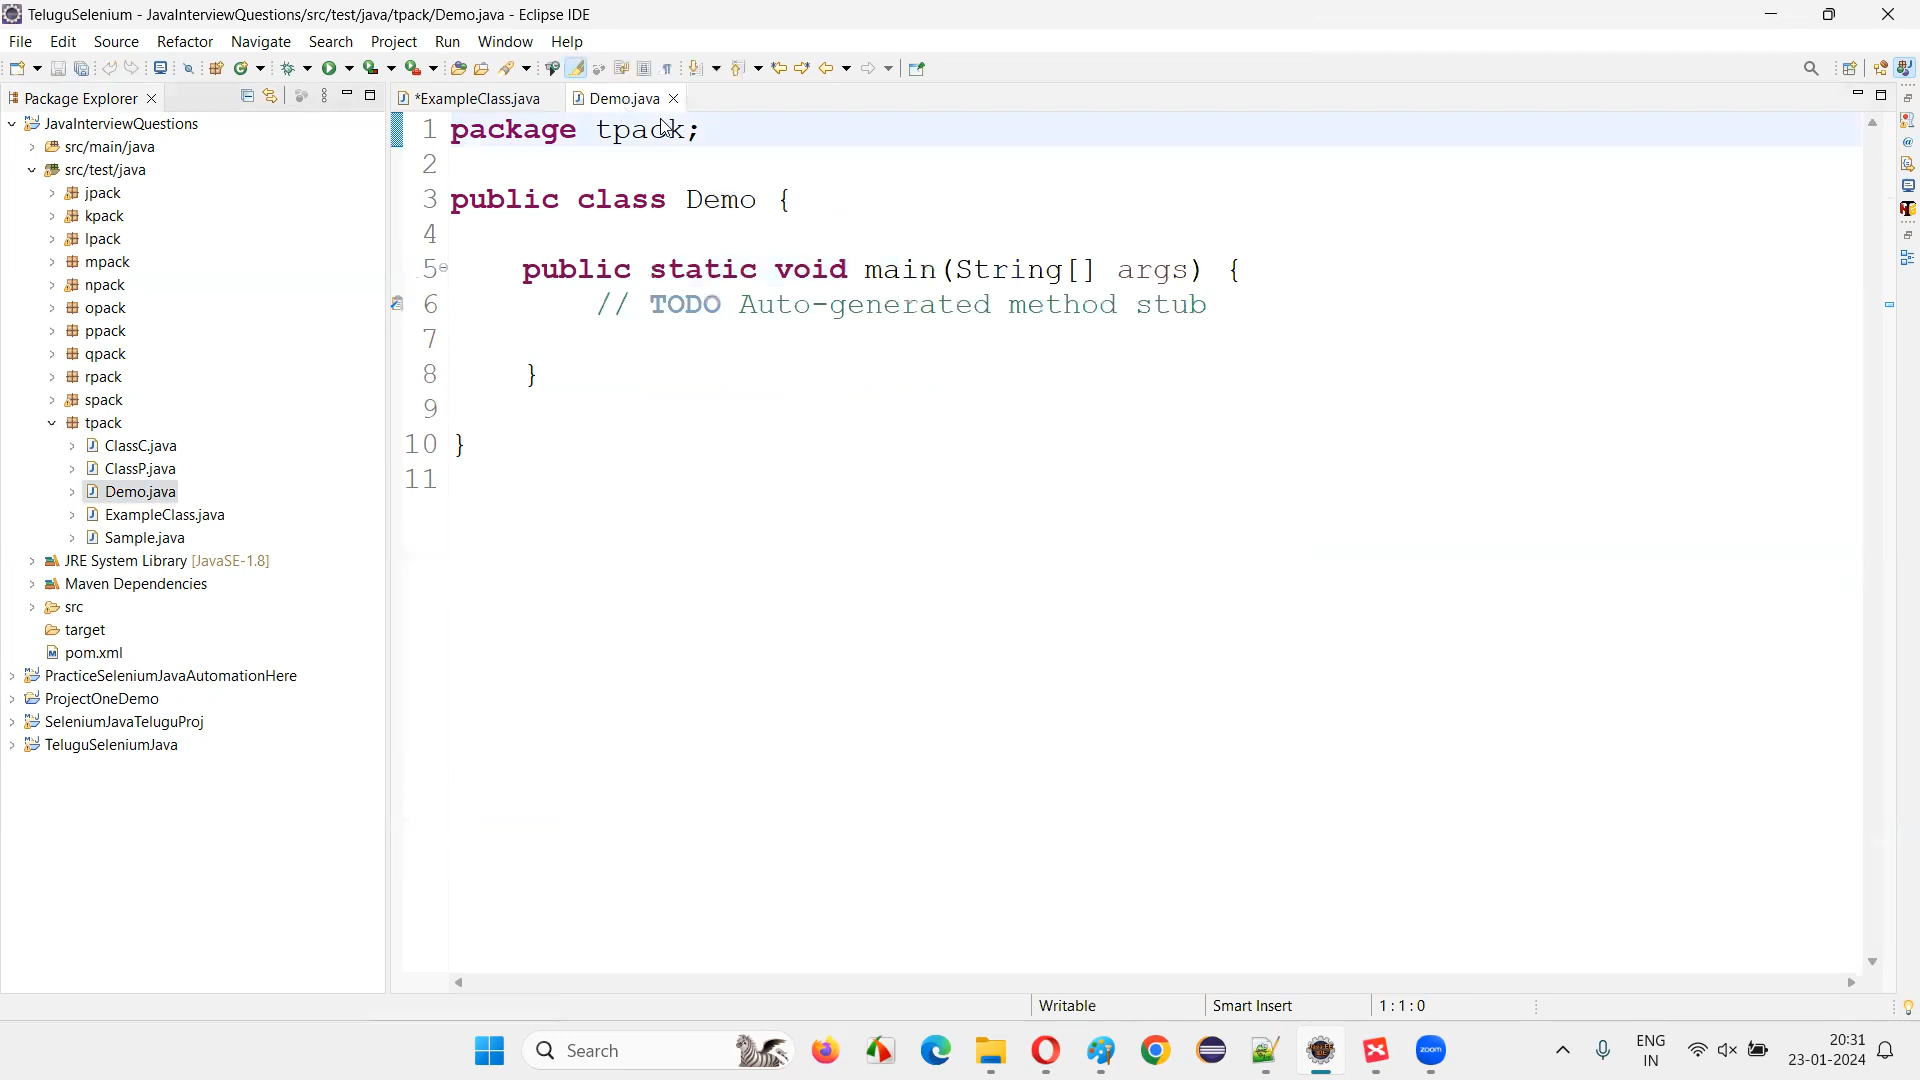 TeluguSelenium - JavaInterviewQuestions/src/test/java/tpack/Demo.java - Eclipse IDE
File Edit Source Refactor Navigate Search Project Run Window Help
Package Explorer
JavaInterviewQuestions
src/main/java
src/test/java
jpack
kpack
lpack
mpack
npack
opack
ppack
qpack
rpack
spack
tpack
ClassC.java
ClassP.java
Demo.java
ExampleClass.java
Sample.java
JRE System Library [JavaSE-1.8]
Maven Dependencies
src
target
pom.xml
PracticeSeleniumJavaAutomationHere
ProjectOneDemo
SeleniumJavaTeluguProj
TeluguSeleniumJava
*ExampleClass.java Demo.java
1 package tpack;
2
3 public class Demo {
4
5 public static void main(String[] args) {
6 // TODO Auto-generated method stub
7
8 }
9
10 }
11
Writable Smart Insert 1 : 1 : 0
Search
zoom
ENG
IN
20:31
23-01-2024